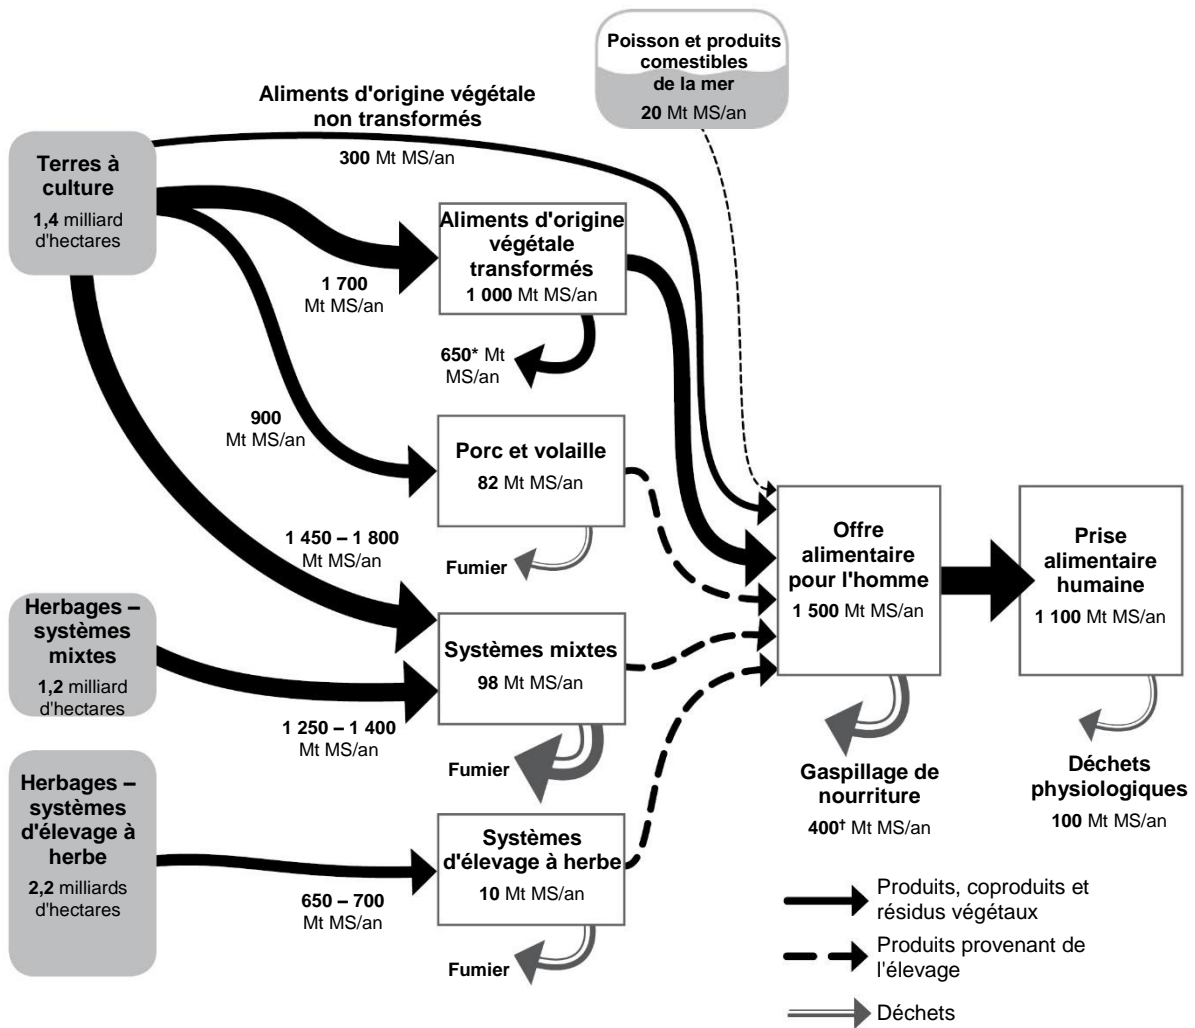 Poisson et produits
comestibles
de la mer
20 Mt MS/an
Aliments d'origine végétale
non transformés
300 Mt MS/an
Terres à
culture
1,4 milliard
d'hectares
Aliments d'origine
végétale
transformés
1 000 Mt MS/an
1 700
Mt MS/an
650* Mt
MS/an
900
Mt MS/an
Porc et volaille
82 Mt MS/an
Fumier
1 450 – 1 800
Mt MS/an
Offre
alimentaire
pour l'homme
1 500 Mt MS/an
Prise
alimentaire
humaine
1 100 Mt MS/an
Herbages –
systèmes
mixtes
1,2 milliard
d'hectares
Systèmes mixtes
98 Mt MS/an
1 250 – 1 400
Mt MS/an
Fumier
Gaspillage de
nourriture
400† Mt MS/an
Déchets
physiologiques
100 Mt MS/an
Herbages –
systèmes
d'élevage à
herbe
2,2 milliards
d'hectares
Systèmes
d'élevage à herbe
10 Mt MS/an
650 – 700
Mt MS/an
Fumier
Produits, coproduits et
résidus végétaux
Produits provenant de
l'élevage
Déchets